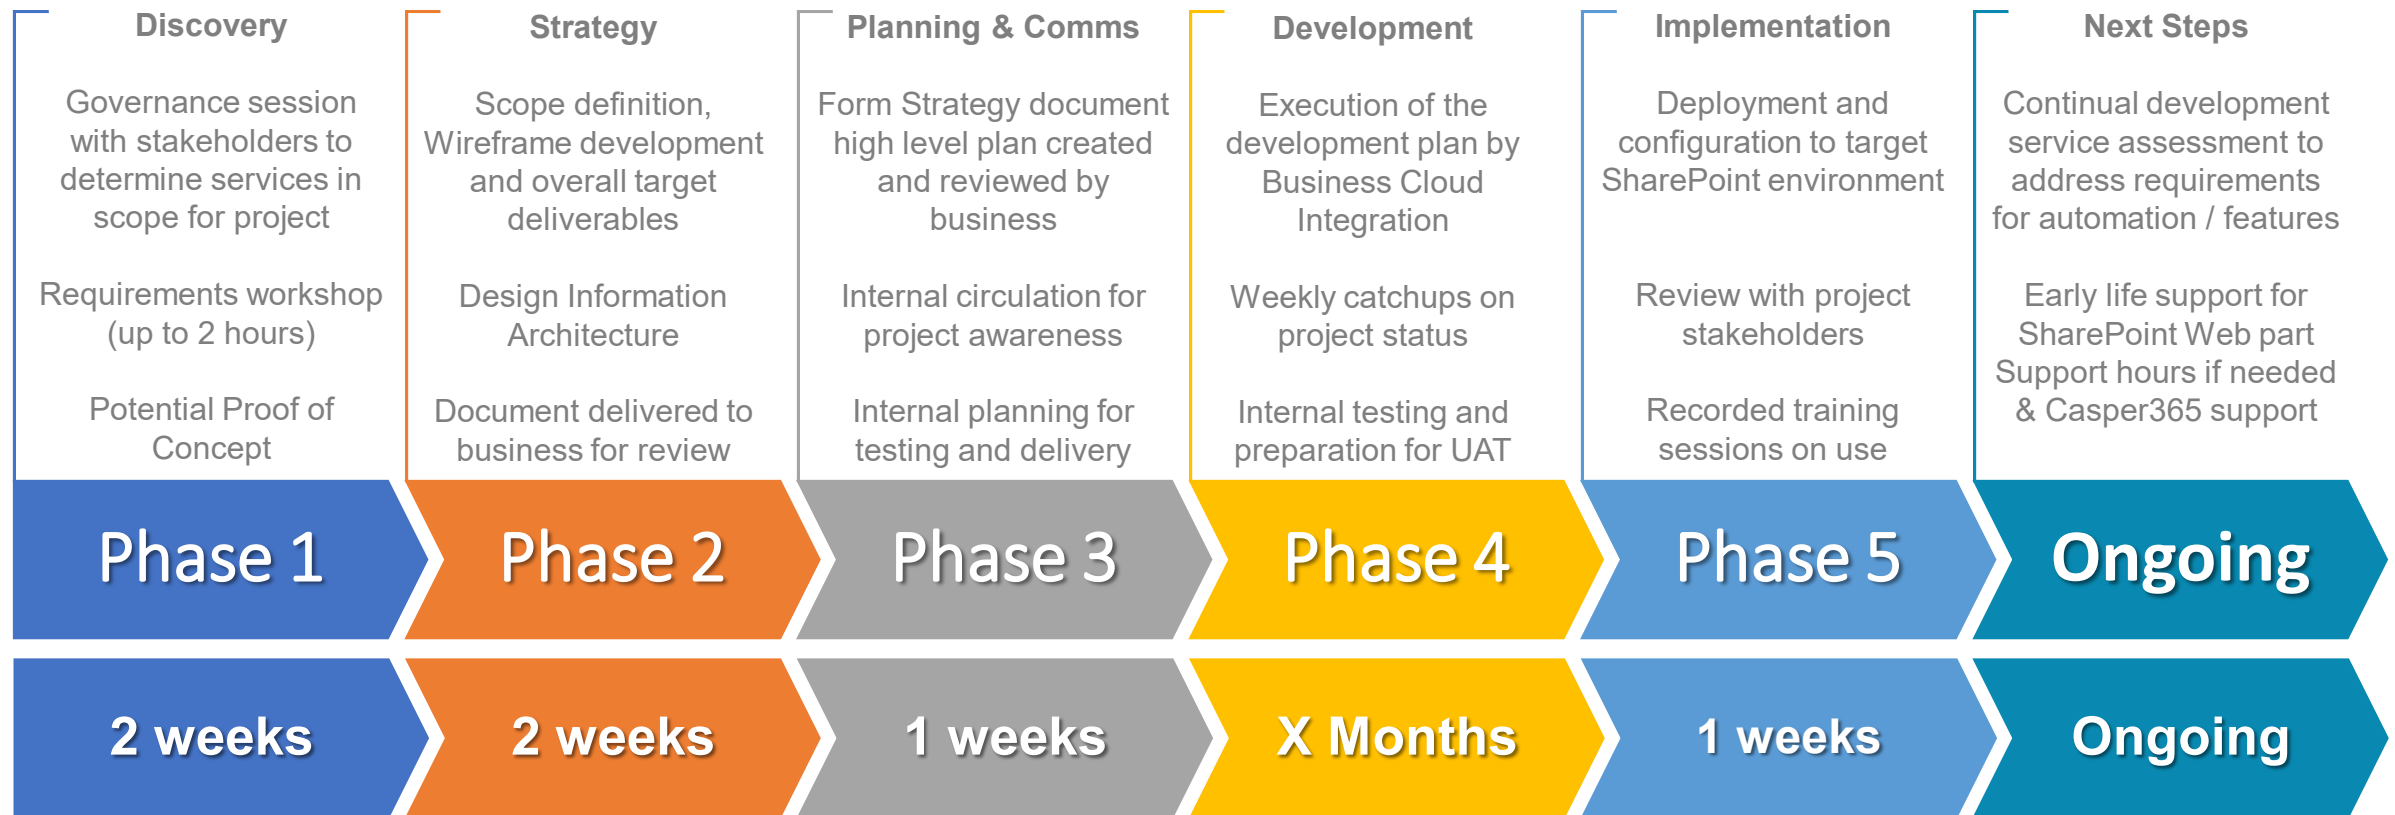 Discovery
Governance session
with stakeholders to
determine services in
scope for project
Requirements workshop
(up to 2 hours)
Potential Proof of
Concept
Strategy
Scope definition,
Wireframe development
and overall target
deliverables
Design Information
Architecture
Document delivered to
business for review
Planning & Comms
Form Strategy document
high level plan created
and reviewed by
business
Internal circulation for
project awareness
Internal planning for
testing and delivery
Development
Execution of the
development plan by
Business Cloud
Integration
Weekly catchups on
project status
Internal testing and
preparation for UAT
Implementation
Deployment and
configuration to target
SharePoint environment
Review with project
stakeholders
Recorded training
sessions on use
Next Steps
Continual development
service assessment to
address requirements
for automation / features
Early life support for
SharePoint Web part
Support hours if needed
& Casper365 support
Phase 1
Phase 2
Phase 3
Phase 4
Phase 5
Ongoing
2 weeks
2 weeks
1 weeks
X Months
1 weeks
Ongoing